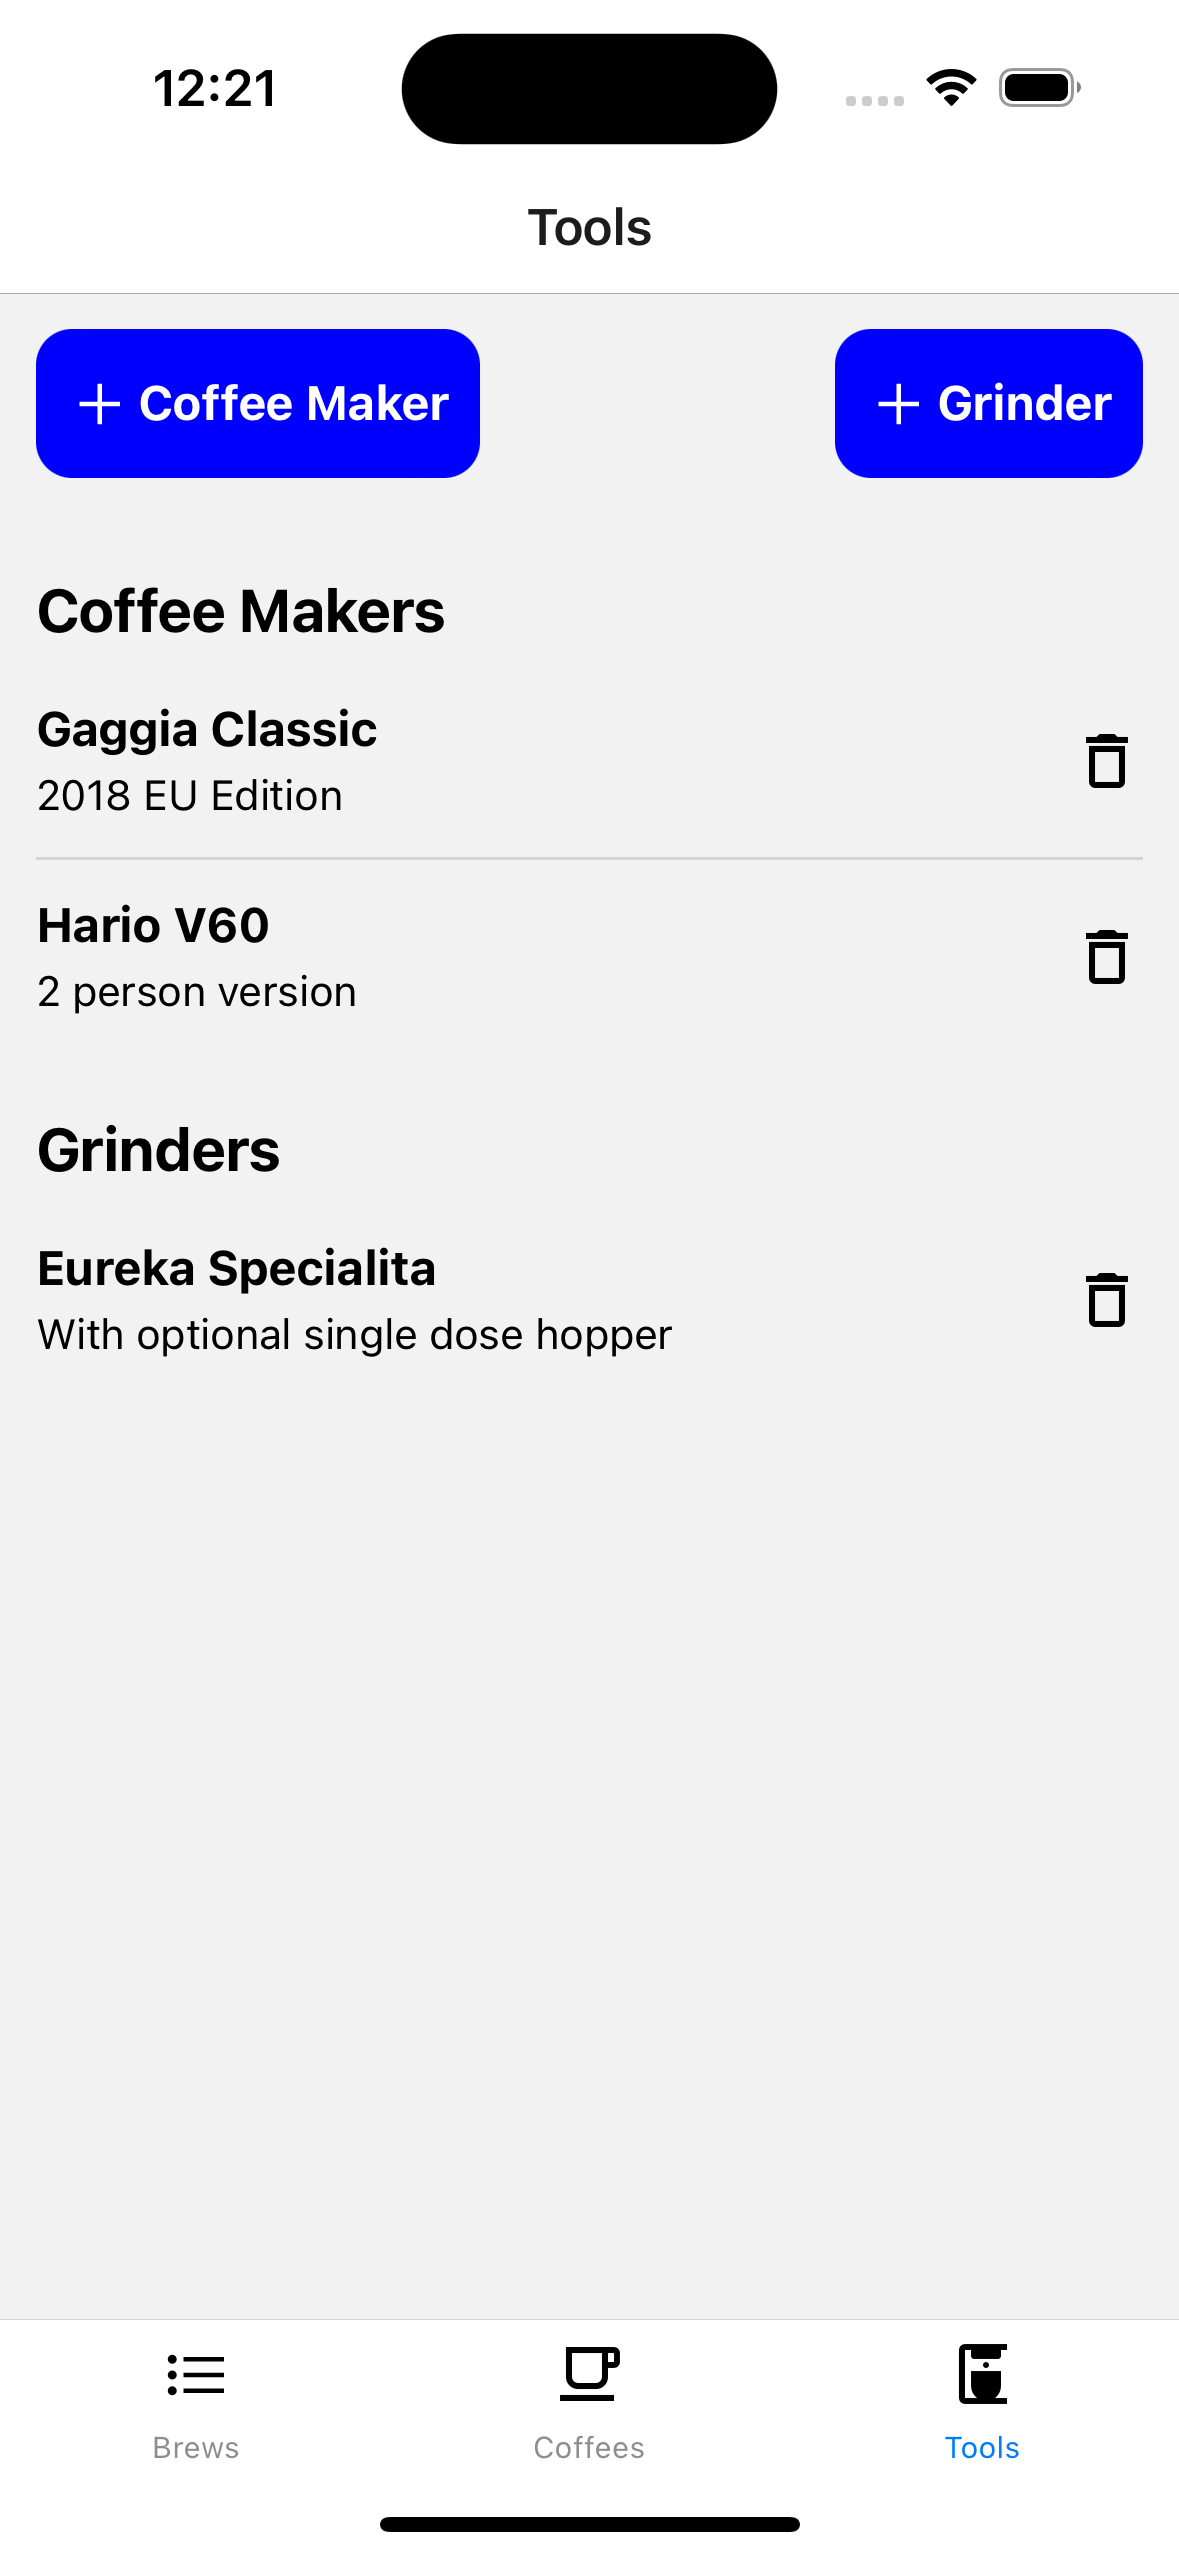 12:21
Tools
+ Coffee Maker
+ Grinder
Coffee Makers
Gaggia Classic
2018 EU Edition
Hario V60
2 person version
Grinders
Eureka Specialita
With optional single dose hopper
Brews
Coffees
Tools